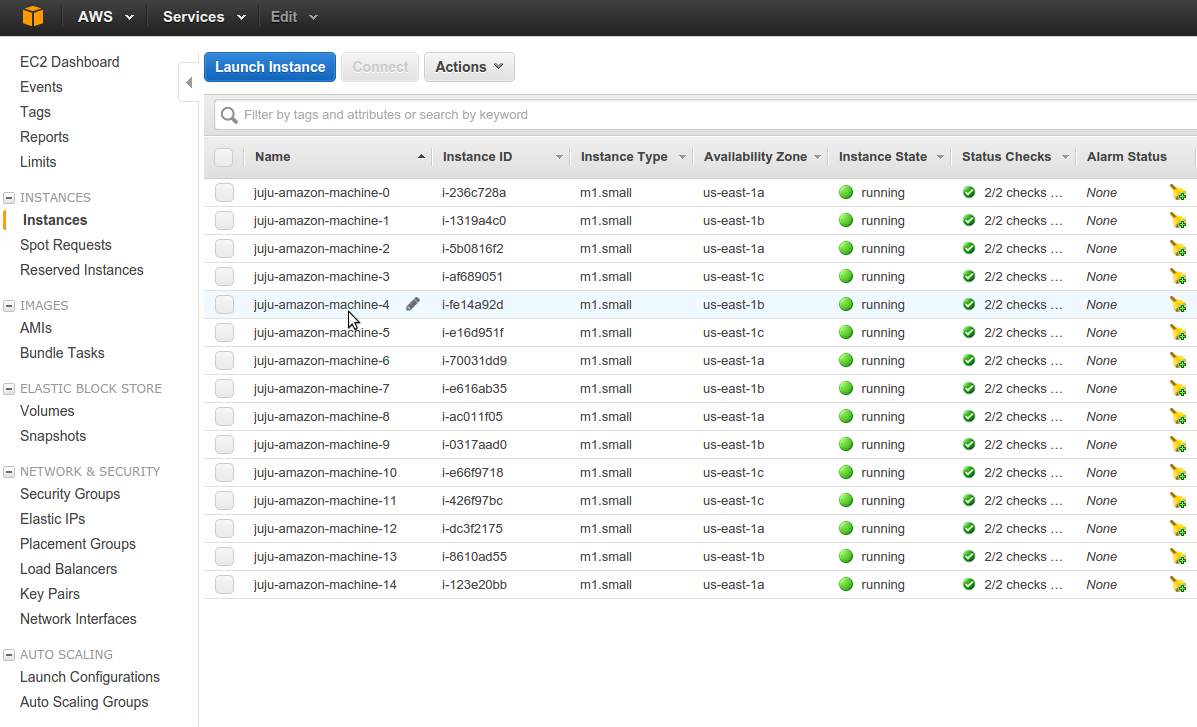 AWS Services Edit
EC2 Dashboard
Events
Tags
Reports
Limits
INSTANCES
Instances
Spot Requests
Reserved Instances
IMAGES
AMIs
Bundle Tasks
ELASTIC BLOCK STORE
Volumes
Snapshots
NETWORK & SECURITY
Security Groups
Elastic IPs
Placement Groups
Load Balancers
Key Pairs
Network Interfaces
AUTO SCALING
Launch Configurations
Auto Scaling Groups
Launch Instance Connect Actions
Filter by tags and attributes or search by keyword
Name Instance ID Instance Type Availability Zone Instance State Status Checks Alarm Status
juju-amazon-machine-0 i-236c728a m1.small us-east-1a running 2/2 checks … None
juju-amazon-machine-1 i-1319a4c0 m1.small us-east-1b running 2/2 checks … None
juju-amazon-machine-2 i-5b0816f2 m1.small us-east-1a running 2/2 checks … None
juju-amazon-machine-3 i-af689051 m1.small us-east-1c running 2/2 checks … None
juju-amazon-machine-4 i-fe14a92d m1.small us-east-1b running 2/2 checks … None
juju-amazon-machine-5 i-e16d951f m1.small us-east-1c running 2/2 checks … None
juju-amazon-machine-6 i-70031dd9 m1.small us-east-1a running 2/2 checks … None
juju-amazon-machine-7 i-e616ab35 m1.small us-east-1b running 2/2 checks … None
juju-amazon-machine-8 i-ac011f05 m1.small us-east-1a running 2/2 checks … None
juju-amazon-machine-9 i-0317aad0 m1.small us-east-1b running 2/2 checks … None
juju-amazon-machine-10 i-e66f9718 m1.small us-east-1c running 2/2 checks … None
juju-amazon-machine-11 i-426f97bc m1.small us-east-1c running 2/2 checks … None
juju-amazon-machine-12 i-dc3f2175 m1.small us-east-1a running 2/2 checks … None
juju-amazon-machine-13 i-8610ad55 m1.small us-east-1b running 2/2 checks … None
juju-amazon-machine-14 i-123e20bb m1.small us-east-1a running 2/2 checks … None